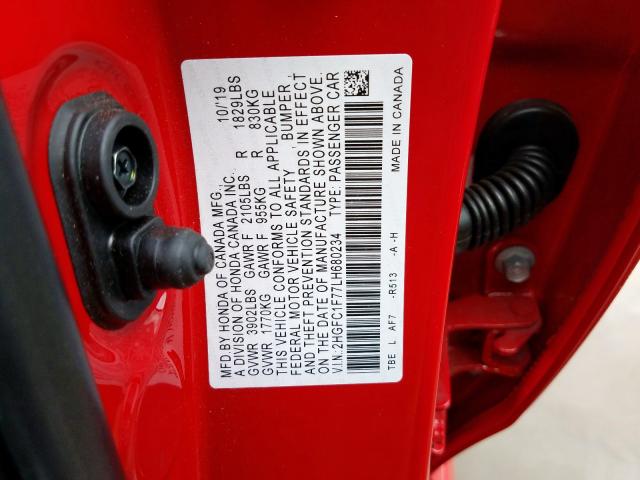 MFD.BY HONDA OF CANADA MFG., 10/19
A DIVISION OF HONDA CANADA INC.
GVWR 3902LBS GAWR F 2105LBS R 1829LBS
GVWR 1770KG GAWR F 955KG R 830KG
THIS VEHICLE CONFORMS TO ALL APPLICABLE
FEDERAL MOTOR VEHICLE SAFETY, BUMPER,
AND THEFT PREVENTION STANDARDS IN EFFECT
ON THE DATE OF MANUFACTURE SHOWN ABOVE.
V.I.N.:2HGFC1F77LH680234 TYPE: PASSENGER CAR
TBE L AF7 -R513 -A -H MADE IN CANADA